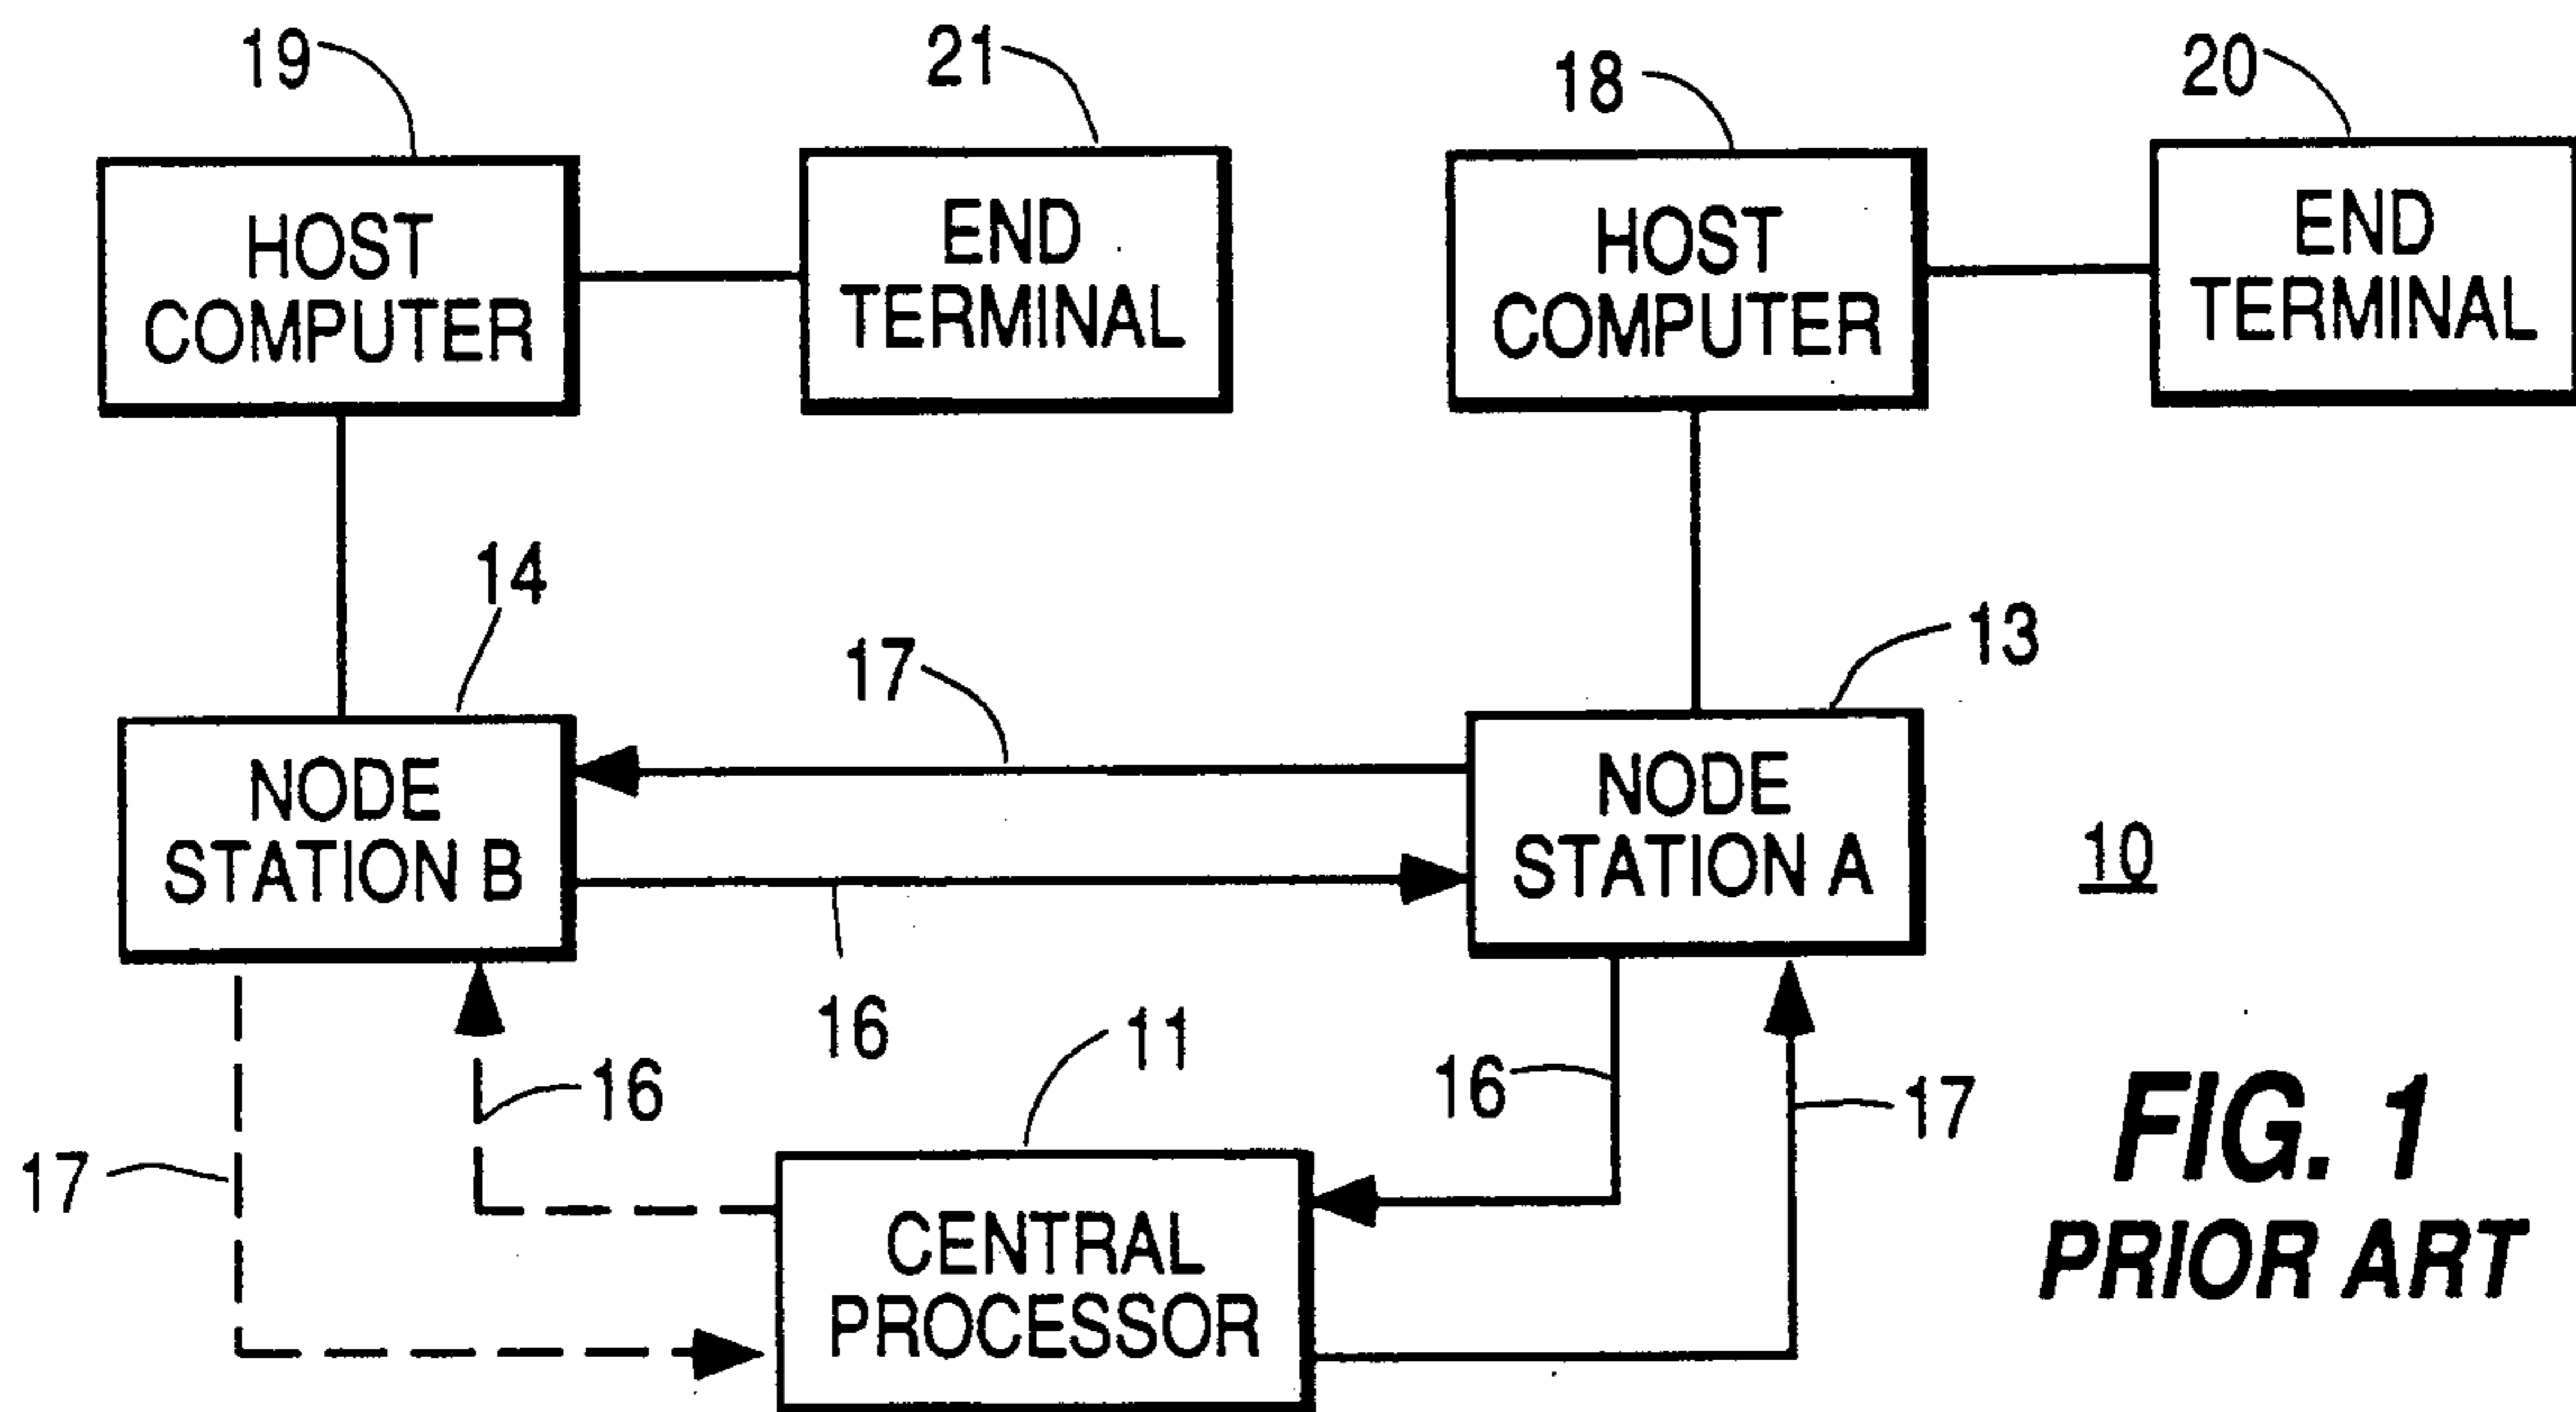 19
21
18
20
HOST
COMPUTER
END
TERMINAL
HOST
COMPUTER
END
TERMINAL
14
17
13
NODE
STATION B
NODE
STATION A
10
16
11
16
16
17
17
CENTRAL
PROCESSOR
FIG. 1
PRIOR ART